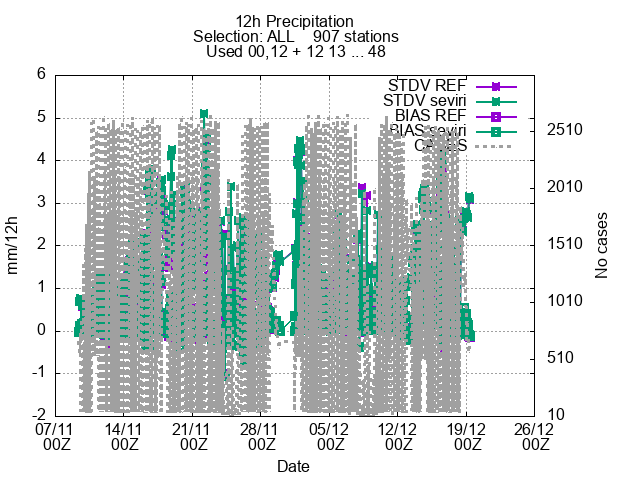 12h Precipitation
Selection: ALL 907 stations
Used 00,12 + 12 13 ... 48
STDV REF
STDV seviri
BIAS REF
BIAS seviri
6
5
4
3
2
1
0
-1
-2
mm/12h
2510
2010
1510
1010
510
10
No cases
07/11 14/11 21/11 28/11 05/12 12/12 19/12 26/12
00Z 00Z 00Z 00Z 00Z 00Z 00Z 00Z
Date